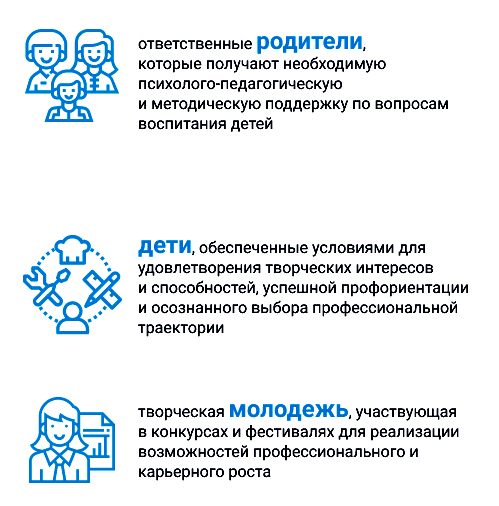 ответственные родители,
которые получают необходимую
психолого-педагогическую
и методическую поддержку по вопросам
воспитания детей
дети, обеспеченные условиями для
удовлетворения творческих интересов
и способностей, успешной профориентации
и осознанного выбора профессиональной
траектории
творческая молодежь, участвующая
в конкурсах и фестивалях для реализации
возможностей профессионального и
карьерного роста